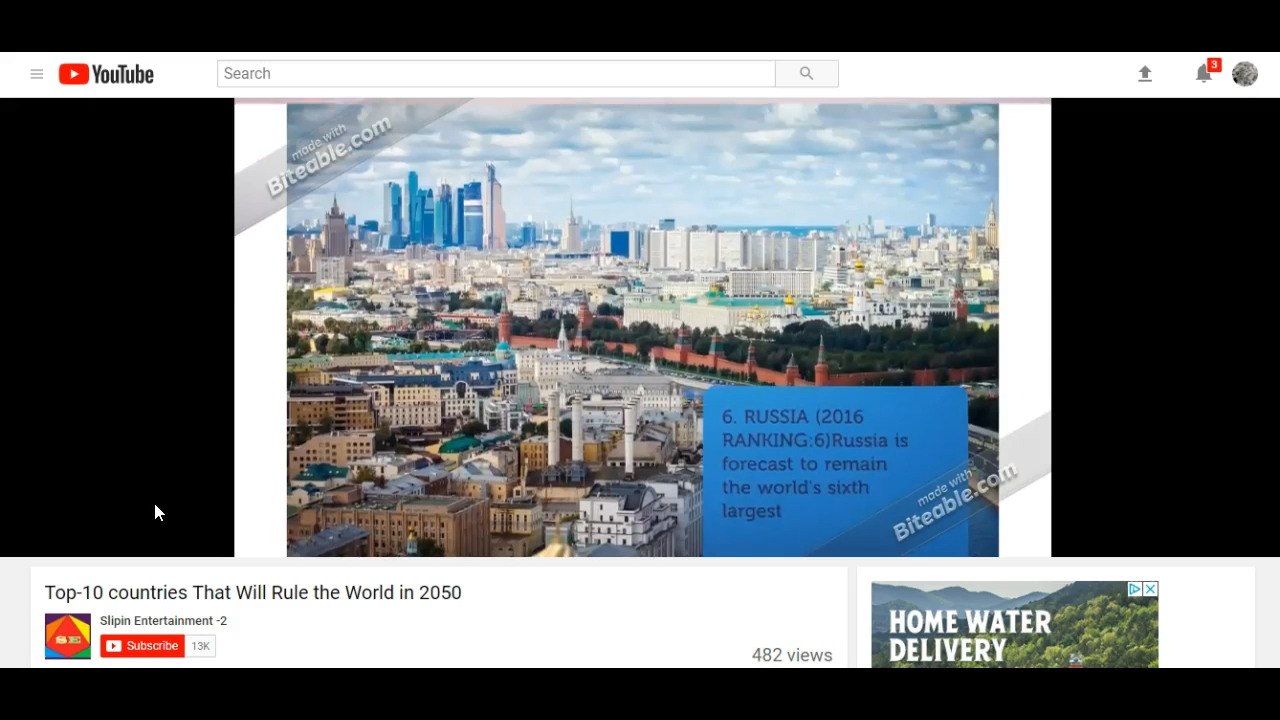 YouTube
Search
3
made with
Biteable.com
6. RUSSIA (2016
RANKING:6)Russia is
forecast to remain
the world's sixth
largest
made with
Biteable.com
Top-10 countries That Will Rule the World in 2050
SE
Slipin Entertainment -2
Subscribe 13K
482 views
HOME WATER
DELIVERY